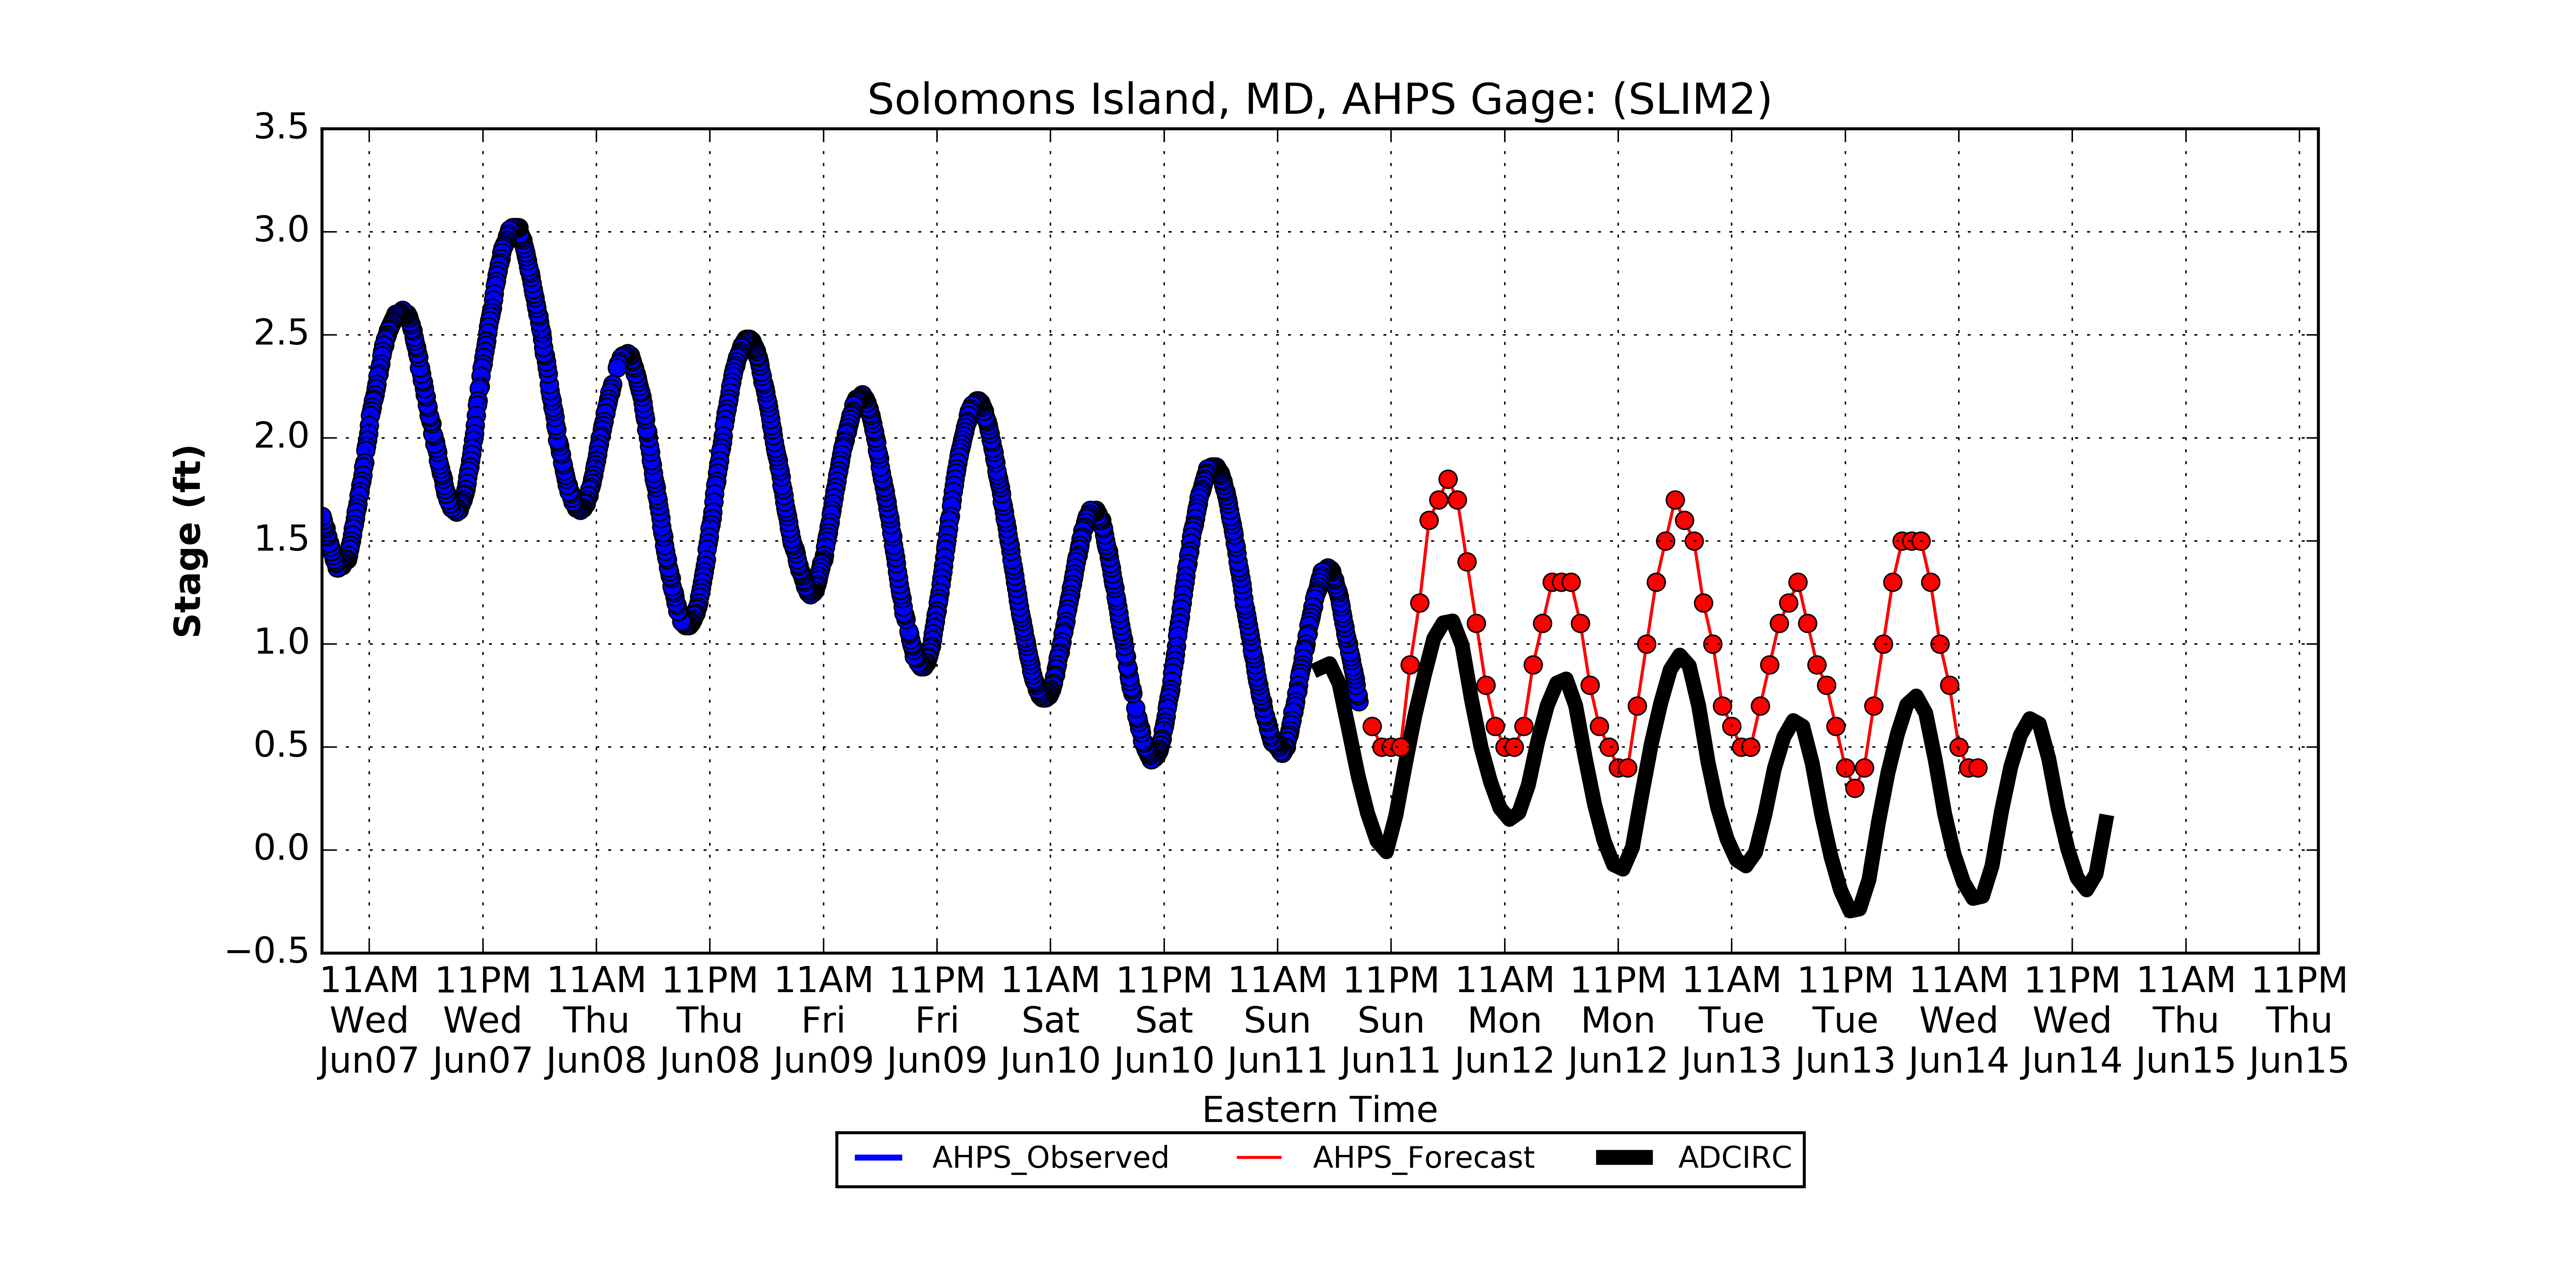 Solomons Island, MD, AHPS Gage: (SLIM2)
3.5
3.0
2.5
2.0
1.5
1.0
0.5
0.0
−0.5
Stage (ft)
11AM 11PM 11AM 11PM 11AM 11PM 11AM 11PM 11AM 11PM 11AM 11PM 11AM 11PM 11AM 11PM 11AM 11PM
Wed Wed Thu Thu Fri Fri Sat Sat Sun Sun Mon Mon Tue Tue Wed Wed Thu Thu
Jun07 Jun07 Jun08 Jun08 Jun09 Jun09 Jun10 Jun10 Jun11 Jun11 Jun12 Jun12 Jun13 Jun13 Jun14 Jun14 Jun15 Jun15
Eastern Time
AHPS_Observed AHPS_Forecast ADCIRC